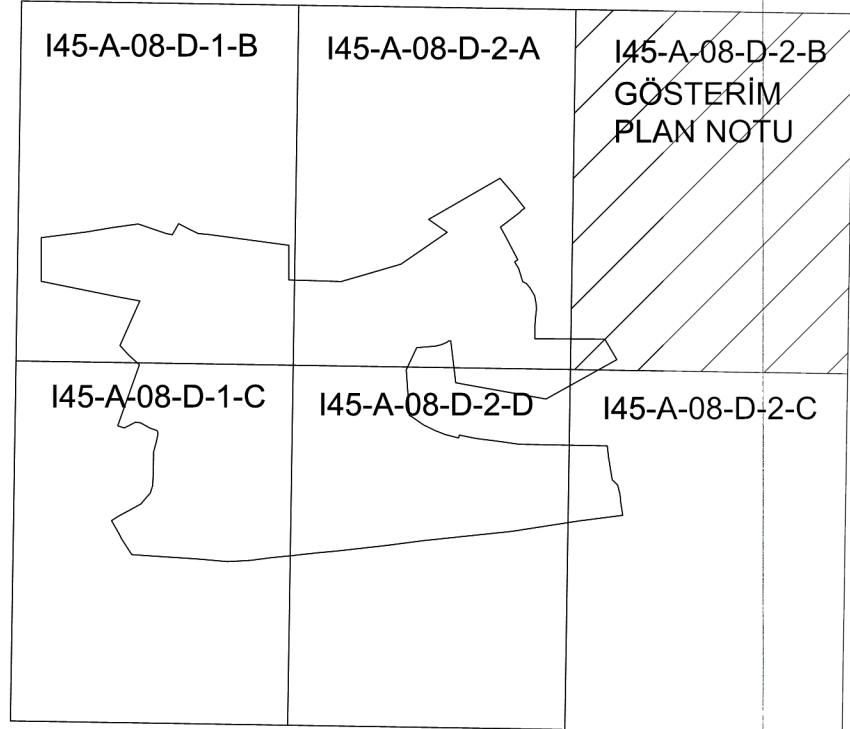 I45-A-08-D-1-B
I45-A-08-D-2-A
I45-A-08-D-2-B
GÖSTERİM
PLAN NOTU
I45-A-08-D-1-C
I45-A-08-D-2-D
I45-A-08-D-2-C